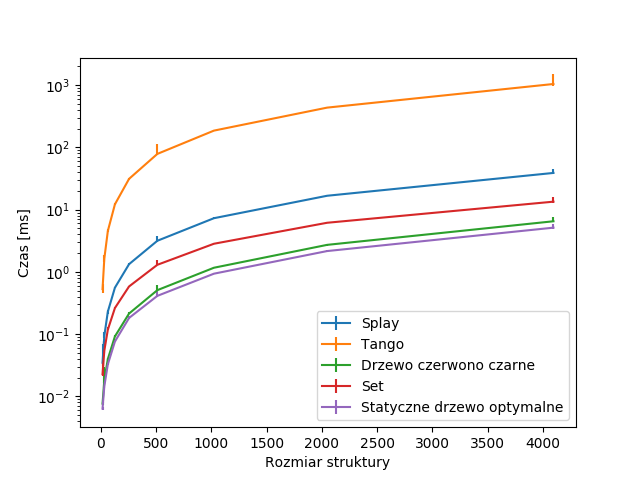 Czas [ms]
10³
10²
10¹
10⁰
10⁻¹
10⁻²
0 500 1000 1500 2000 2500 3000 3500 4000
Rozmiar struktury
Splay
Tango
Drzewo czerwono czarne
Set
Statyczne drzewo optymalne